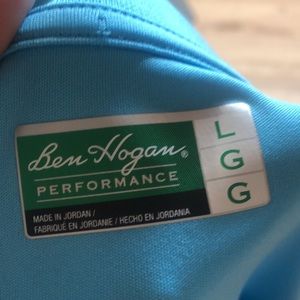 Ben Hogan®
PERFORMANCE
MADE IN JORDAN /
FABRIQUÉ EN JORDANIE / HECHO EN JORDANIA
L
G
G